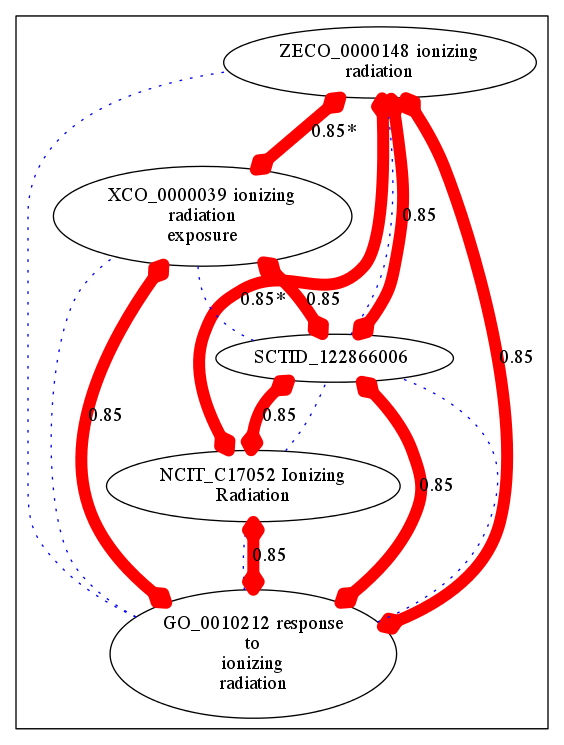 ZECO_0000148 ionizing
radiation
0.85*
XCO_0000039 ionizing
radiation
exposure
0.85
0.85*
0.85
SCTID_122866006
0.85
0.85
0.85
NCIT_C17052 Ionizing
Radiation
0.85
0.85
GO_0010212 response
to
ionizing
radiation